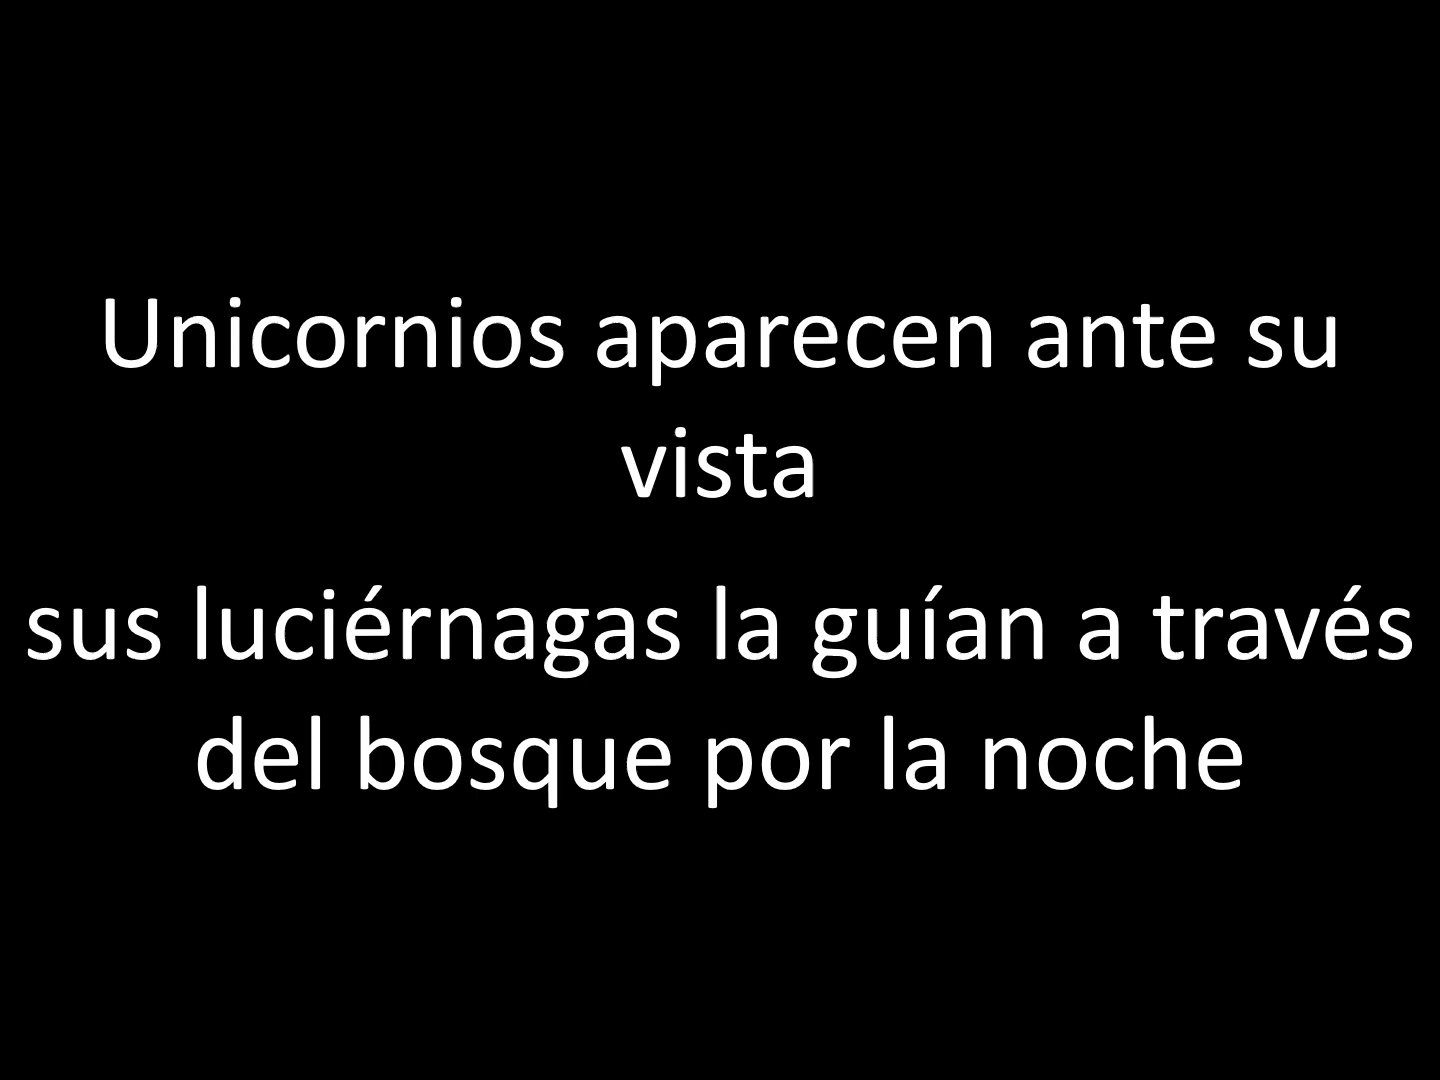 Unicornios aparecen ante su
vista
sus luciérnagas la guían a través
del bosque por la noche